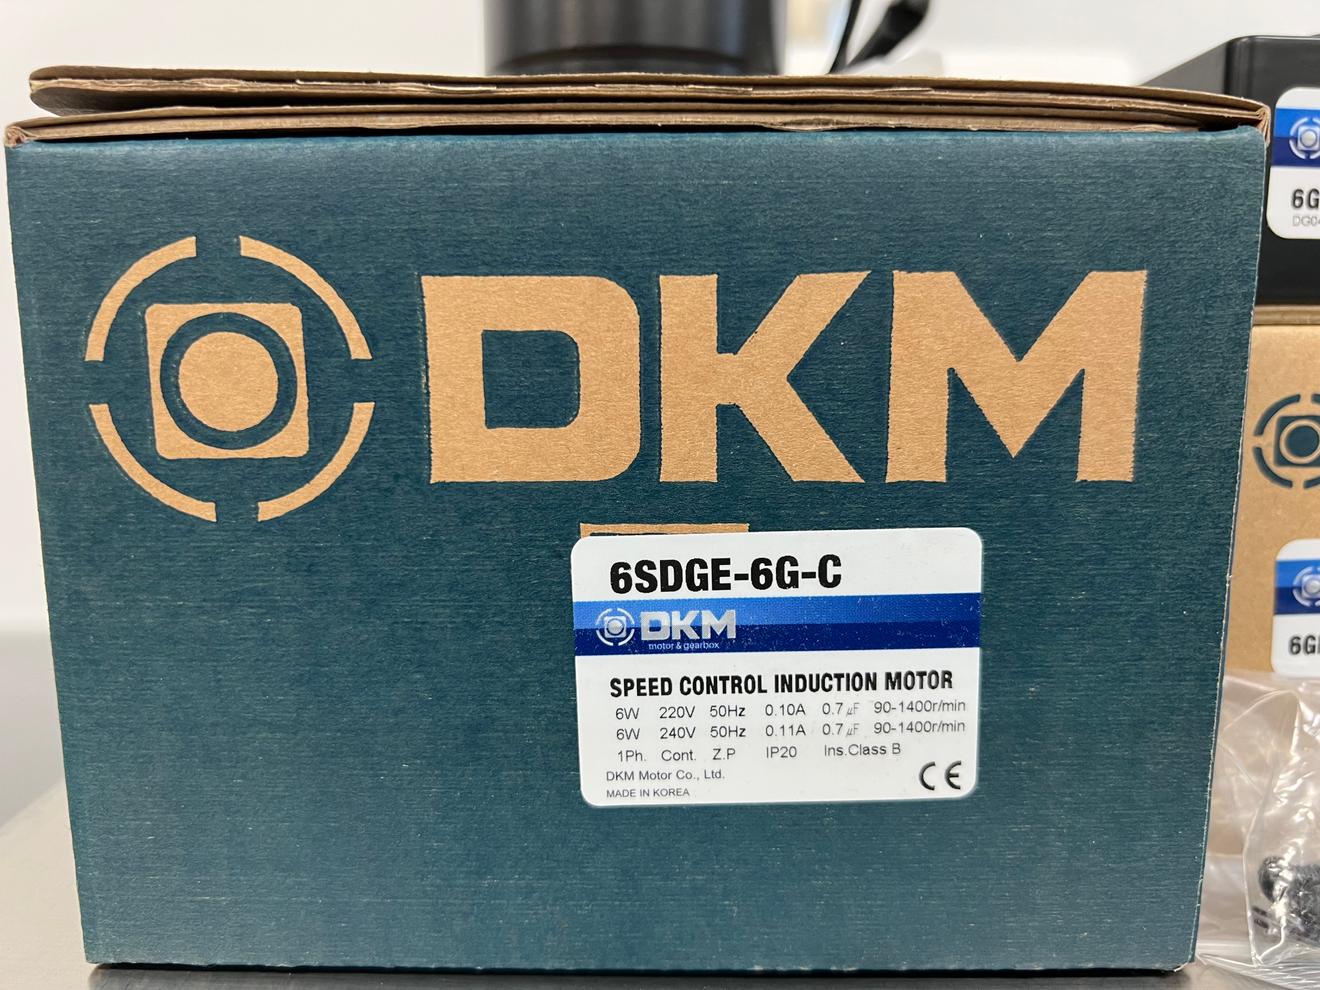 DKM
6SDGE-6G-C
DKM
motor & gearbox
SPEED CONTROL INDUCTION MOTOR
6W 220V 50Hz 0.10A 0.7µF 90-1400r/min
6W 240V 50Hz 0.11A 0.7µF 90-1400r/min
1Ph. Cont. Z.P IP20 Ins.Class B
DKM Motor Co., Ltd.
MADE IN KOREA
CE